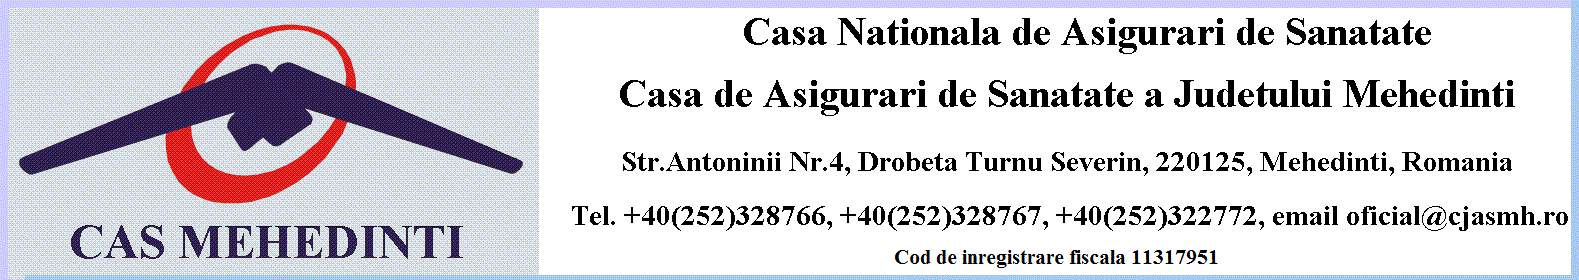 CAS MEHEDINTI
Casa Nationala de Asigurari de Sanatate
Casa de Asigurari de Sanatate a Judetului Mehedinti
Str.Antoninii Nr.4, Drobeta Turnu Severin, 220125, Mehedinti, Romania
Tel. +40(252)328766, +40(252)328767, +40(252)322772, email oficial@cjasmh.ro
Cod de inregistrare fiscala 11317951